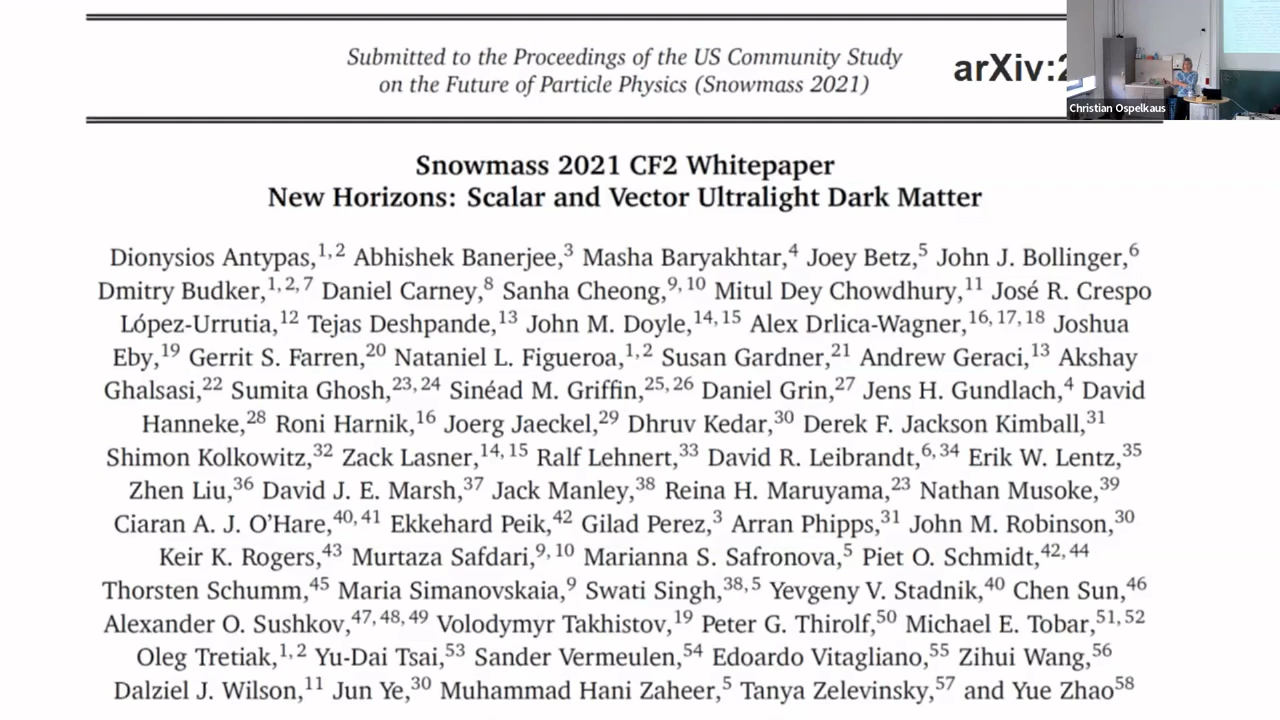 Submitted to the Proceedings of the US Community Study
on the Future of Particle Physics (Snowmass 2021)
arXiv:2
Christian Ospelkaus
Snowmass 2021 CF2 Whitepaper
New Horizons: Scalar and Vector Ultralight Dark Matter
Dionysios Antypas,1,2 Abhishek Banerjee,3 Masha Baryakhtar,4 Joey Betz,5 John J. Bollinger,6
Dmitry Budker,1,2,7 Daniel Carney,8 Sanha Cheong,9,10 Mitul Dey Chowdhury,11 José R. Crespo
López-Urrutia,12 Tejas Deshpande,13 John M. Doyle,14,15 Alex Drlica-Wagner,16,17,18 Joshua
Eby,19 Gerrit S. Farren,20 Nataniel L. Figueroa,1,2 Susan Gardner,21 Andrew Geraci,13 Akshay
Ghalsasi,22 Sumita Ghosh,23,24 Sinéad M. Griffin,25,26 Daniel Grin,27 Jens H. Gundlach,4 David
Hanneke,28 Roni Harnik,16 Joerg Jaeckel,29 Dhruv Kedar,30 Derek F. Jackson Kimball,31
Shimon Kolkowitz,32 Zack Lasner,14,15 Ralf Lehnert,33 David R. Leibrandt,6,34 Erik W. Lentz,35
Zhen Liu,36 David J. E. Marsh,37 Jack Manley,38 Reina H. Maruyama,23 Nathan Musoke,39
Ciaran A. J. O'Hare,40,41 Ekkehard Peik,42 Gilad Perez,3 Arran Phipps,31 John M. Robinson,30
Keir K. Rogers,43 Murtaza Safdari,9,10 Marianna S. Safronova,5 Piet O. Schmidt,42,44
Thorsten Schumm,45 Maria Simanovskaia,9 Swati Singh,38,5 Yevgeny V. Stadnik,40 Chen Sun,46
Alexander O. Sushkov,47,48,49 Volodymyr Takhistov,19 Peter G. Thirolf,50 Michael E. Tobar,51,52
Oleg Tretiak,1,2 Yu-Dai Tsai,53 Sander Vermeulen,54 Edoardo Vitagliano,55 Zihui Wang,56
Dalziel J. Wilson,11 Jun Ye,30 Muhammad Hani Zaheer,5 Tanya Zelevinsky,57 and Yue Zhao58